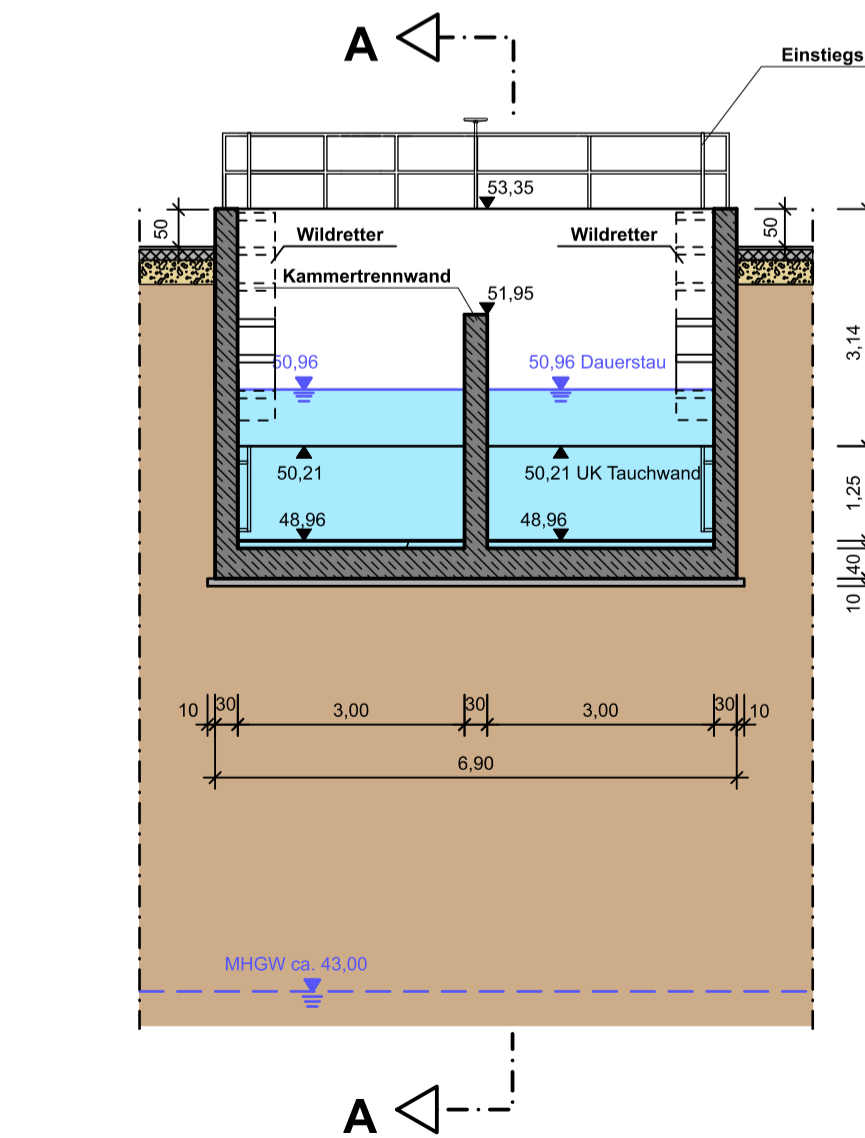 A
Einstiegs
53,35
50
50
Wildretter
Wildretter
Kammertrennwand
51,95
3,14
50,96
50,96 Dauerstau
50,21
50,21 UK Tauchwand
1,25
48,96
48,96
40
10
10
30
3,00
30
3,00
30
10
6,90
MHGW ca. 43,00
A